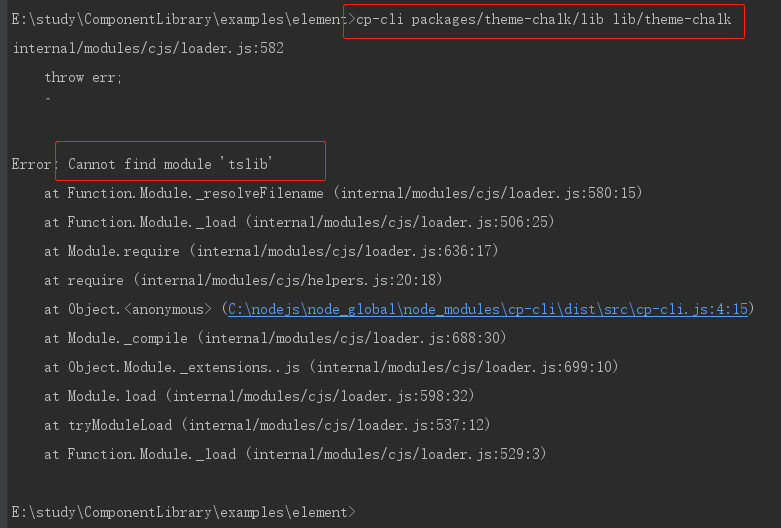 E:\study\ComponentLibrary\examples\element>cp-cli packages/theme-chalk/lib lib/theme-chalk
internal/modules/cjs/loader.js:582
    throw err;
    ^
Error: Cannot find module 'tslib'
    at Function.Module._resolveFilename (internal/modules/cjs/loader.js:580:15)
    at Function.Module._load (internal/modules/cjs/loader.js:506:25)
    at Module.require (internal/modules/cjs/loader.js:636:17)
    at require (internal/modules/cjs/helpers.js:20:18)
    at Object.<anonymous> (C:\nodejs\node_global\node_modules\cp-cli\dist\src\cp-cli.js:4:15)
    at Module._compile (internal/modules/cjs/loader.js:688:30)
    at Object.Module._extensions..js (internal/modules/cjs/loader.js:699:10)
    at Module.load (internal/modules/cjs/loader.js:598:32)
    at tryModuleLoad (internal/modules/cjs/loader.js:537:12)
    at Function.Module._load (internal/modules/cjs/loader.js:529:3)
E:\study\ComponentLibrary\examples\element>